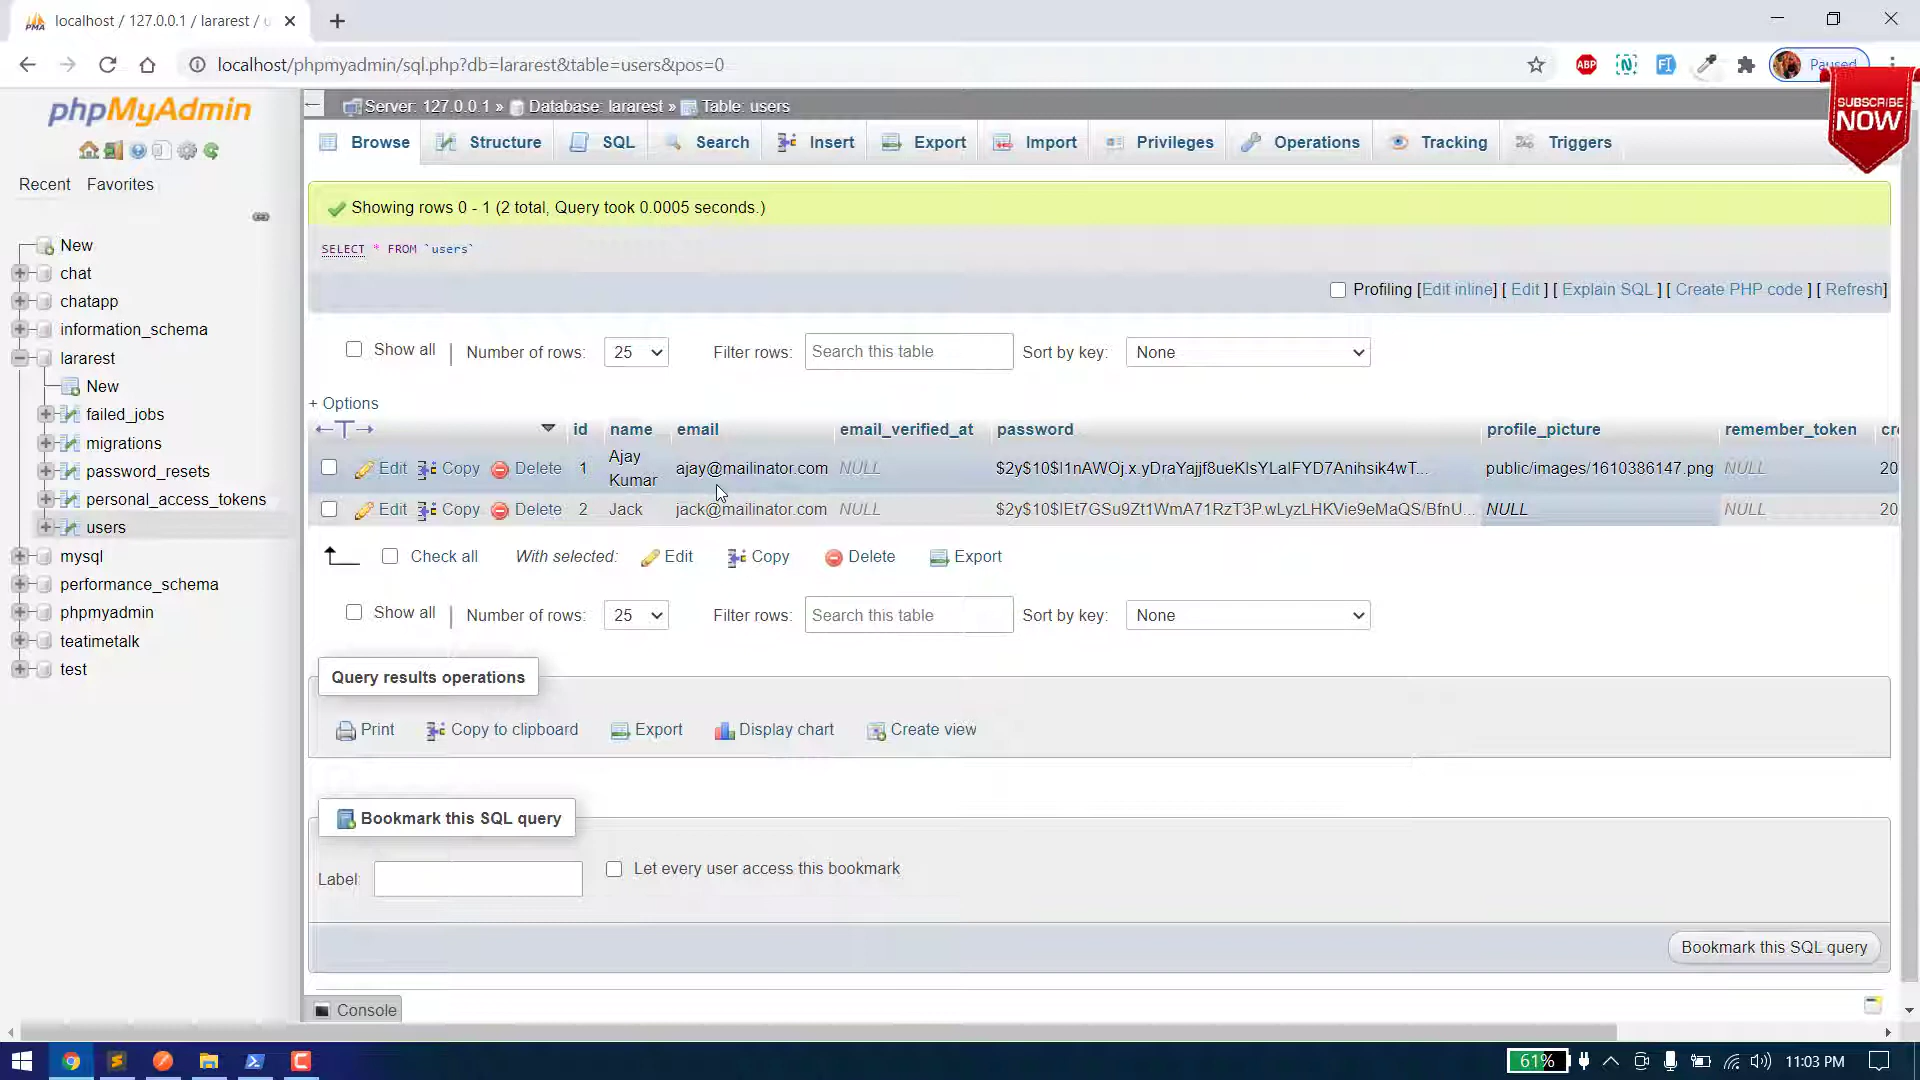 localhost / 127.0.0.1 / lararest / u
localhost/phpmyadmin/sql.php?db=lararest&table=users&pos=0
ABP
Paused
SUBSCRIBE
NOW
phpMyAdmin
Recent Favorites
New
chat
chatapp
information_schema
lararest
New
failed_jobs
migrations
password_resets
personal_access_tokens
users
mysql
performance_schema
phpmyadmin
teatimetalk
test
Server: 127.0.0.1 » Database: lararest » Table: users
Browse Structure SQL Search Insert Export Import Privileges Operations Tracking Triggers
Showing rows 0 - 1 (2 total, Query took 0.0005 seconds.)
SELECT * FROM `users`
Profiling [Edit inline] [ Edit ] [ Explain SQL ] [ Create PHP code ] [ Refresh]
Show all | Number of rows: 25 Filter rows: Search this table Sort by key: None
+ Options
←T→ id name email email_verified_at password profile_picture remember_token cr
Edit Copy Delete 1 Ajay Kumar ajay@mailinator.com NULL public/images/1610386147.png NULL 20
Edit Copy Delete 2 Jack jack@mailinator.com NULL NULL NULL 20
Check all With selected: Edit Copy Delete Export
Show all | Number of rows: 25 Filter rows: Search this table Sort by key: None
Query results operations
Print Copy to clipboard Export Display chart Create view
Bookmark this SQL query
Label: Let every user access this bookmark
Bookmark this SQL query
Console
61% 11:03 PM